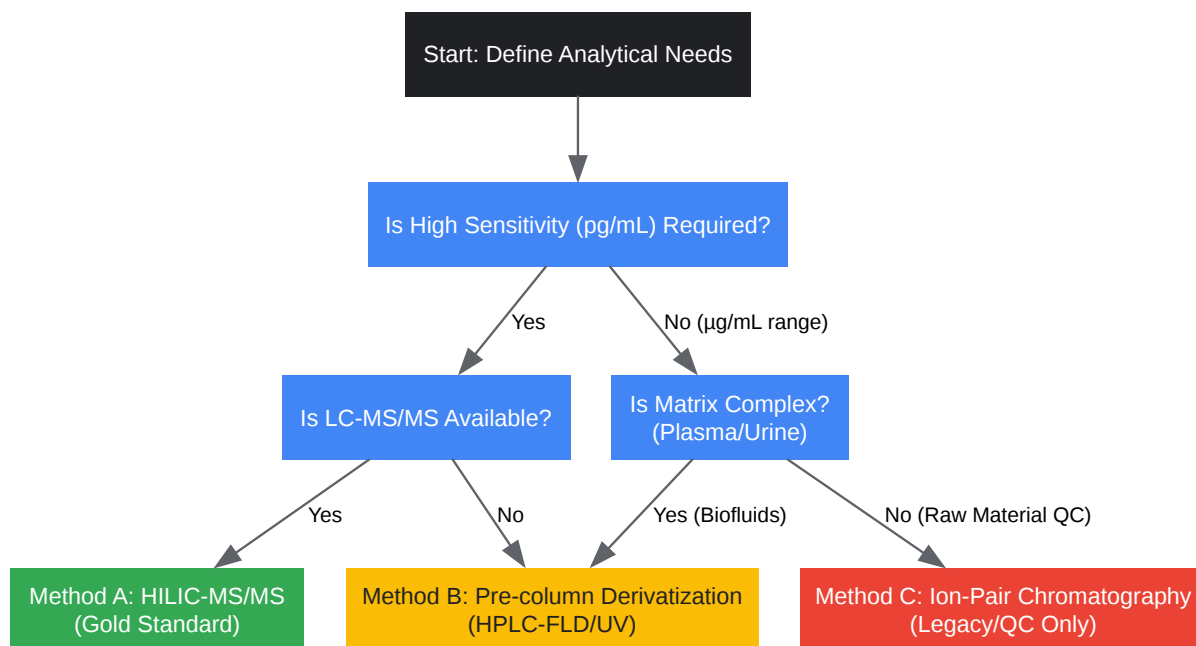 Start: Define Analytical Needs
Is High Sensitivity (pg/mL) Required?
Yes
No (µg/mL range)
Is LC-MS/MS Available?
Is Matrix Complex?
(Plasma/Urine)
Yes
No
Yes (Biofluids)
No (Raw Material QC)
Method A: HILIC-MS/MS
(Gold Standard)
Method B: Pre-column Derivatization
(HPLC-FLD/UV)
Method C: Ion-Pair Chromatography
(Legacy/QC Only)